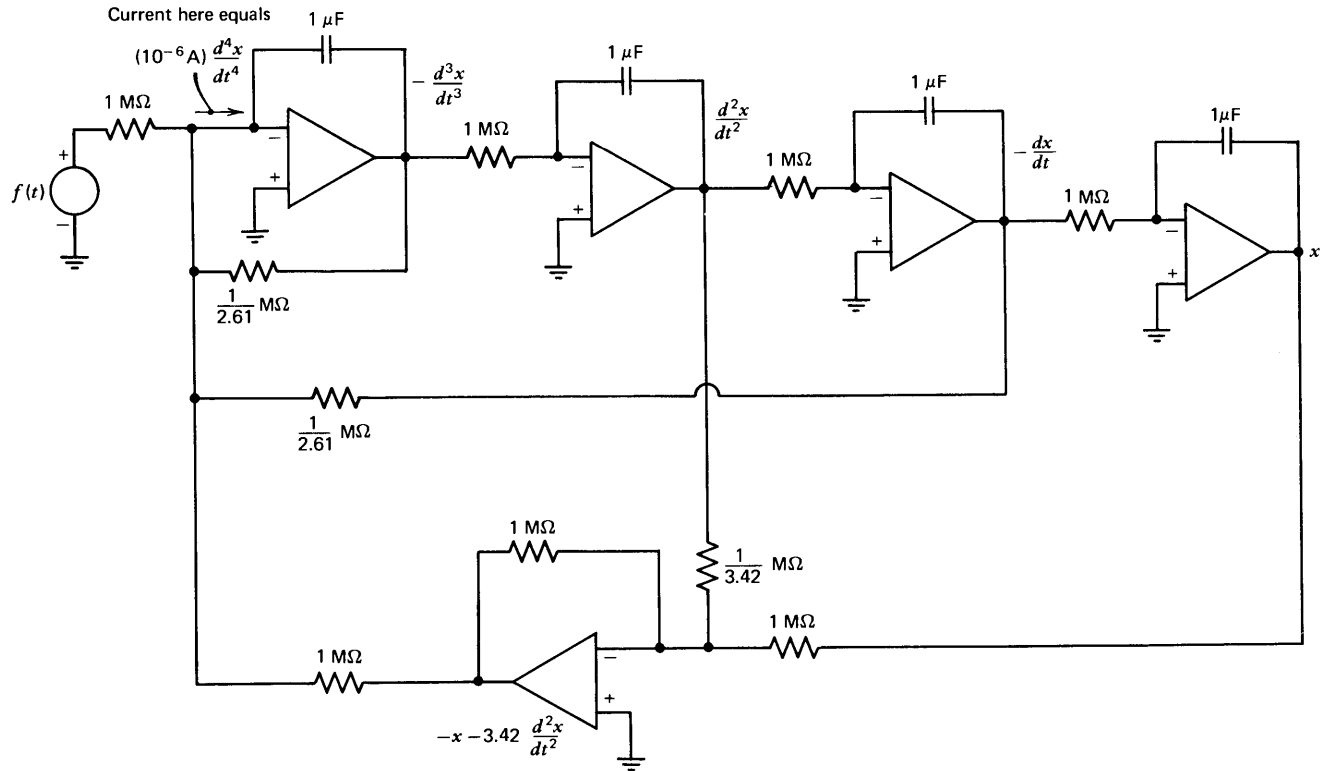 Current here equals
(10⁻⁶ A) d⁴x/dt⁴
1 μF
1 μF
1 μF
1μF
1 MΩ
− d³x/dt³
1 MΩ
d²x/dt²
1 MΩ
− dx/dt
1 MΩ
+
f(t)
−
−
+
−
+
−
+
−
+
x
1/2.61 MΩ
1/2.61 MΩ
1 MΩ
1/3.42 MΩ
1 MΩ
1 MΩ
−
+
−x −3.42 d²x/dt²